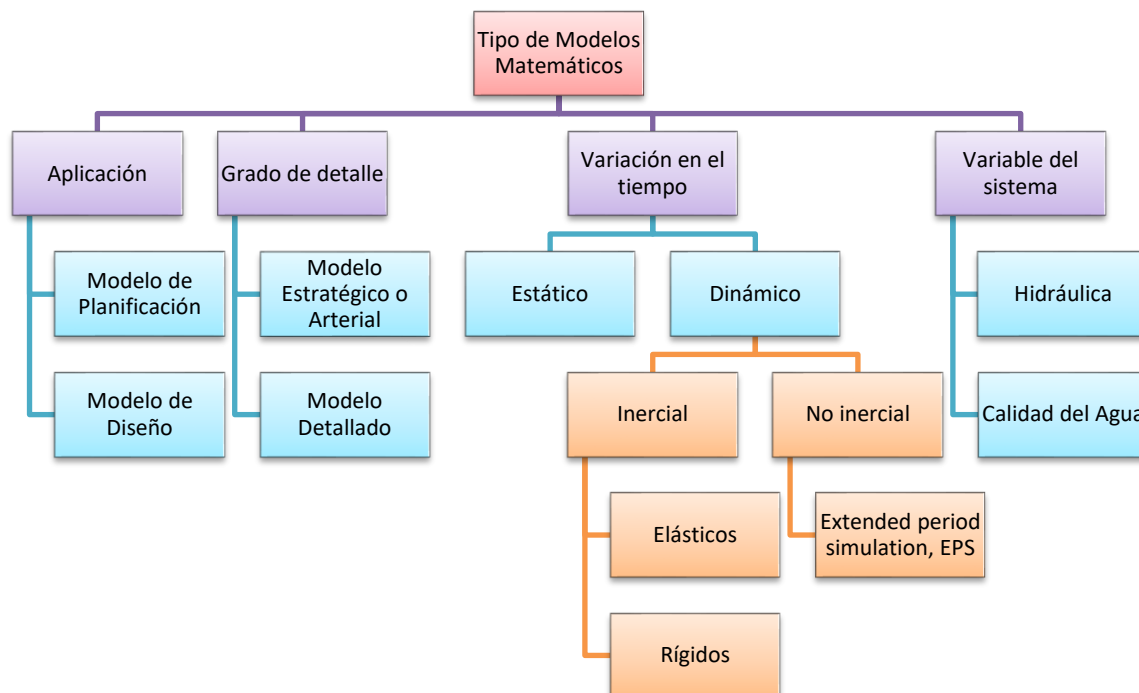 Tipo de Modelos
Matemáticos
Aplicación
Grado de detalle
Variación en el
tiempo
Variable del
sistema
Modelo de
Planificación
Modelo
Estratégico o
Arterial
Estático
Dinámico
Hidráulica
Modelo de
Diseño
Modelo
Detallado
Inercial
No inercial
Calidad del Agua
Elásticos
Extended period
simulation, EPS
Rígidos